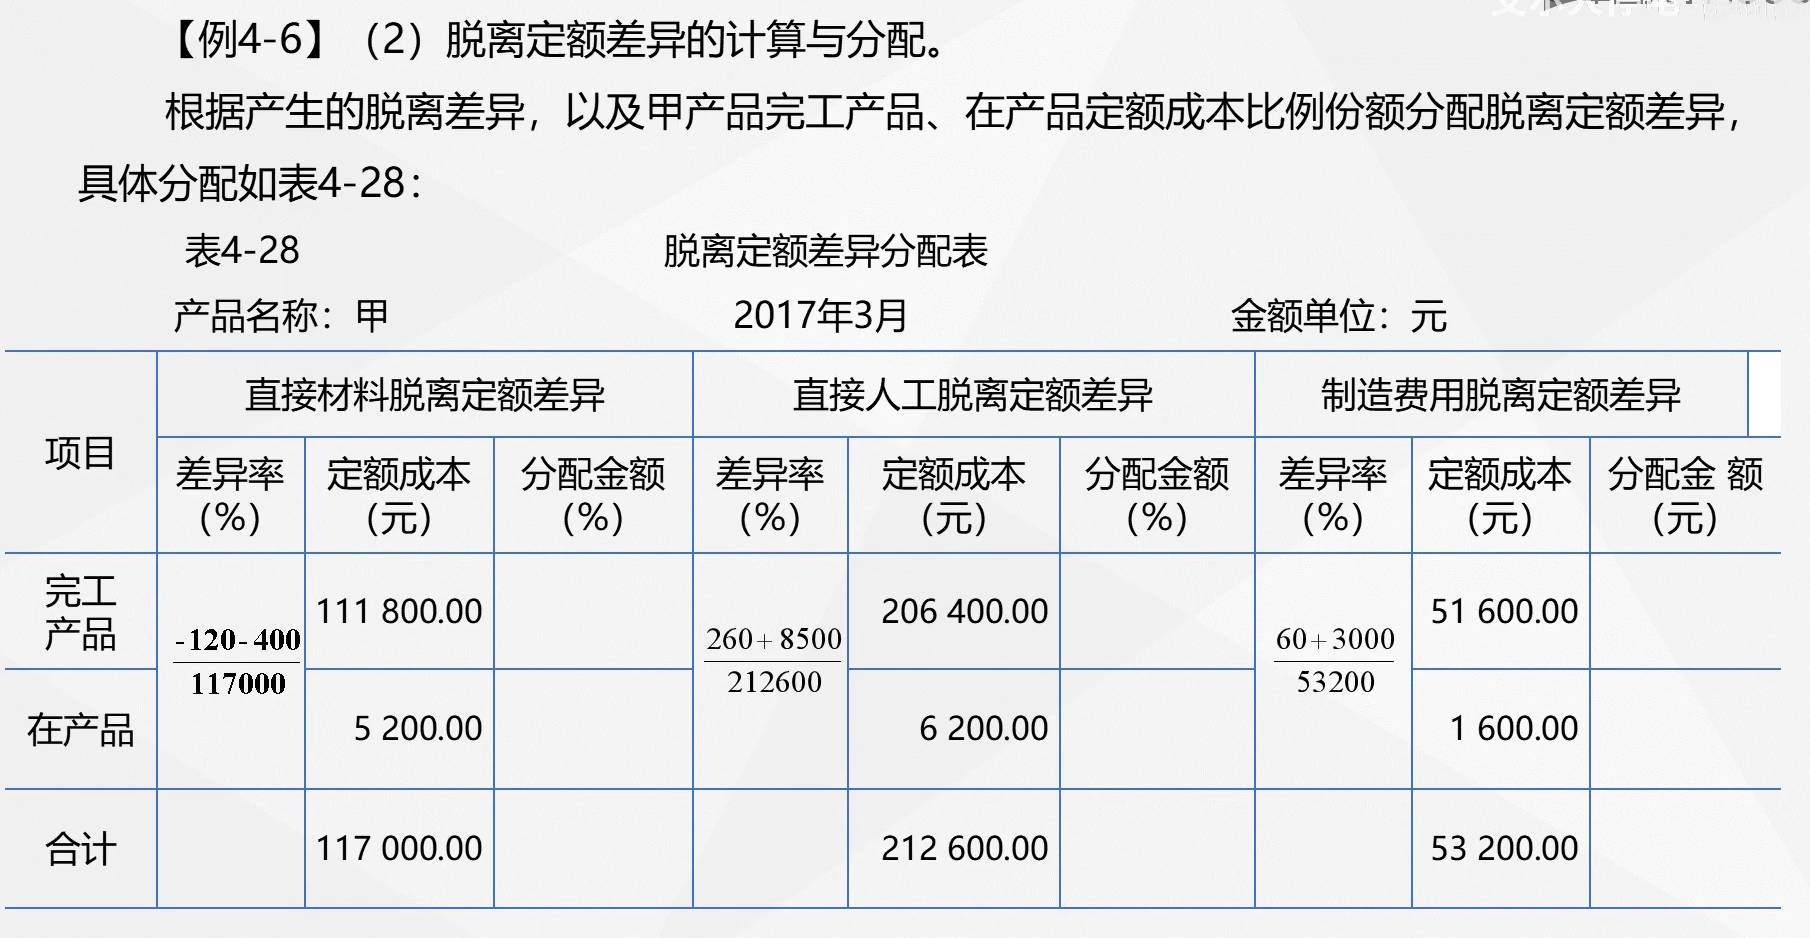 【例4-6】（2）脱离定额差异的计算与分配。
根据产生的脱离差异，以及甲产品完工产品、在产品定额成本比例份额分配脱离定额差异，
具体分配如表4-28：
表4-28 脱离定额差异分配表
产品名称：甲 2017年3月 金额单位：元
项目 直接材料脱离定额差异 直接人工脱离定额差异 制造费用脱离定额差异
差异率 定额成本 分配金额 差异率 定额成本 分配金额 差异率 定额成本 分配金 额
(%) (元) (%) (%) (元) (%) (%) (元) (元)
完工
产品
111 800.00 206 400.00 51 600.00
-120-400 260+8500 60+3000
117000 212600 53200
在产品 5 200.00 6 200.00 1 600.00
合计 117 000.00 212 600.00 53 200.00